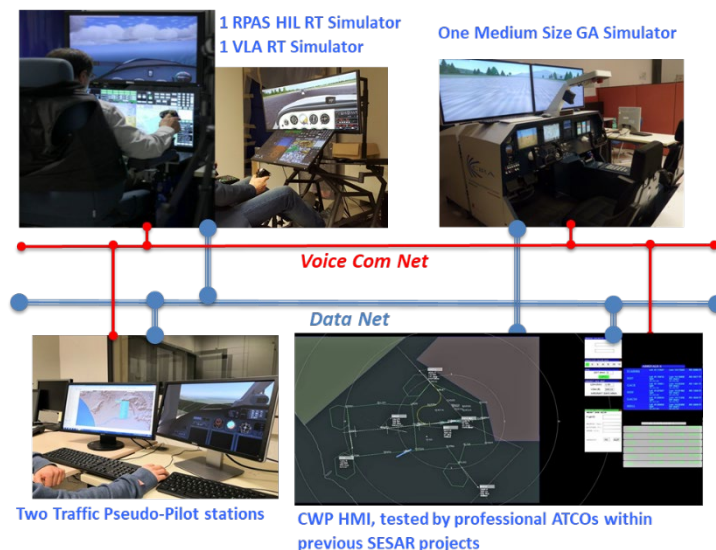 1 RPAS HIL RT Simulator
1 VLA RT Simulator
One Medium Size GA Simulator
Voice Com Net
Data Net
Two Traffic Pseudo-Pilot stations
CWP HMI, tested by professional ATCOs within
previous SESAR projects